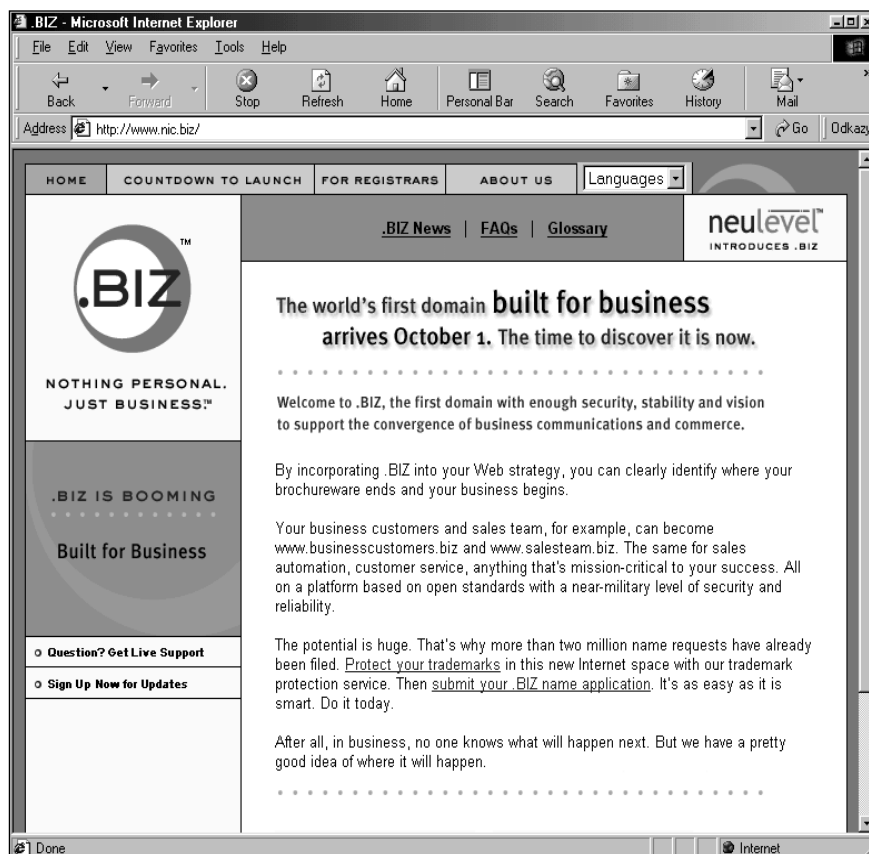 .BIZ - Microsoft Internet Explorer
File Edit View Favorites Tools Help
Back Forward Stop Refresh Home Personal Bar Search Favorites History Mail
Address http://www.nic.biz/ Go Odkazy
HOME COUNTDOWN TO LAUNCH FOR REGISTRARS ABOUT US Languages
.BIZ News | FAQs | Glossary
neulevel™
INTRODUCES .BIZ
.BIZ™
NOTHING PERSONAL.
JUST BUSINESS℠
.BIZ IS BOOMING
Built for Business
Question? Get Live Support
Sign Up Now for Updates
The world's first domain built for business
arrives October 1. The time to discover it is now.
Welcome to .BIZ, the first domain with enough security, stability and vision
to support the convergence of business communications and commerce.
By incorporating .BIZ into your Web strategy, you can clearly identify where your
brochureware ends and your business begins.
Your business customers and sales team, for example, can become
www.businesscustomers.biz and www.salesteam.biz. The same for sales
automation, customer service, anything that's mission-critical to your success. All
on a platform based on open standards with a near-military level of security and
reliability.
The potential is huge. That's why more than two million name requests have already
been filed. Protect your trademarks in this new Internet space with our trademark
protection service. Then submit your .BIZ name application. It's as easy as it is
smart. Do it today.
After all, in business, no one knows what will happen next. But we have a pretty
good idea of where it will happen.
Done Internet